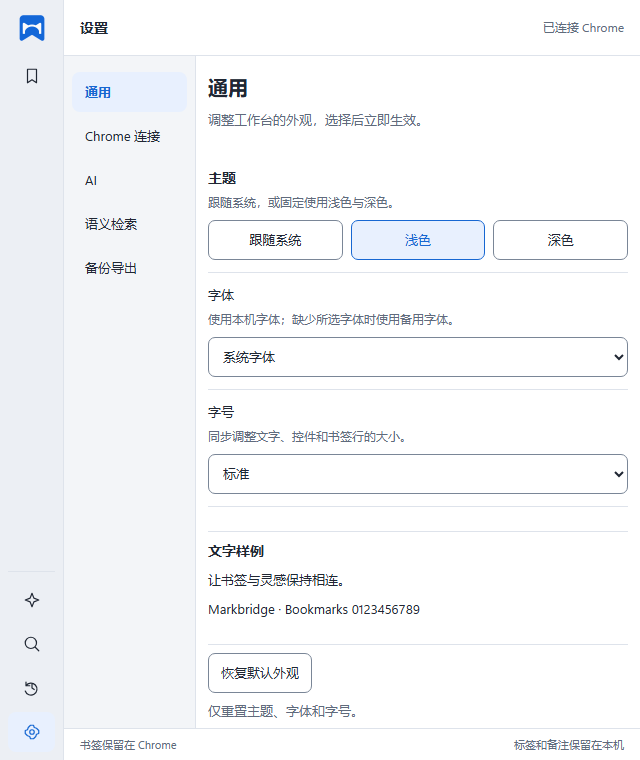 设置
已连接 Chrome
通用
Chrome 连接
AI
语义检索
备份导出
通用
调整工作台的外观，选择后立即生效。
主题
跟随系统，或固定使用浅色与深色。
跟随系统
浅色
深色
字体
使用本机字体；缺少所选字体时使用备用字体。
系统字体
字号
同步调整文字、控件和书签行的大小。
标准
文字样例
让书签与灵感保持相连。
Markbridge · Bookmarks 0123456789
恢复默认外观
仅重置主题、字体和字号。
书签保留在 Chrome
标签和备注保留在本机